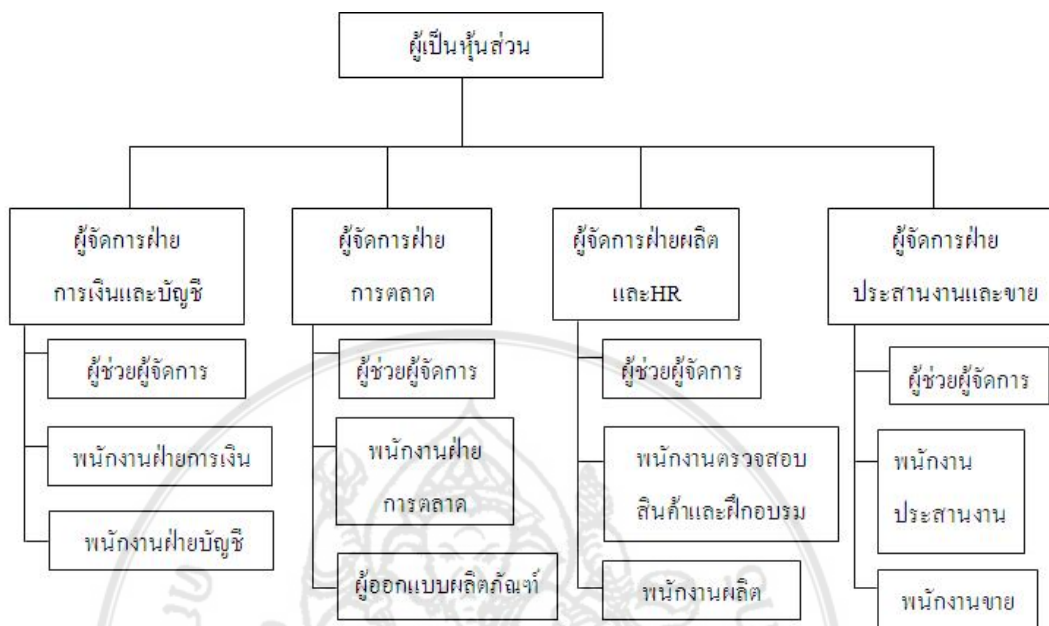 ผู้เป็นหุ้นส่วน
ผู้จัดการฝ่าย
การเงินและบัญชี
ผู้จัดการฝ่าย
การตลาด
ผู้จัดการฝ่ายผลิต
และHR
ผู้จัดการฝ่าย
ประสานงานและขาย
ผู้ช่วยผู้จัดการ
ผู้ช่วยผู้จัดการ
ผู้ช่วยผู้จัดการ
ผู้ช่วยผู้จัดการ
พนักงานฝ่ายการเงิน
พนักงานฝ่าย
การตลาด
พนักงานตรวจสอบ
สินค้าและฝึกอบรม
พนักงาน
ประสานงาน
พนักงานฝ่ายบัญชี
ผู้ออกแบบผลิตภัณฑ์
พนักงานผลิต
พนักงานขาย